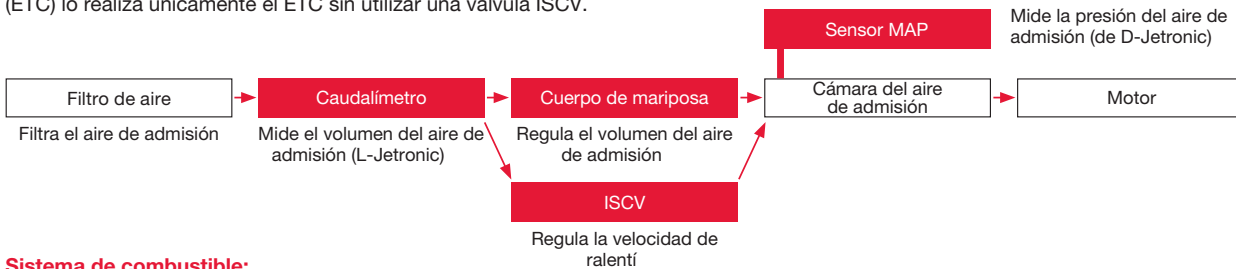 (ETC) lo realiza únicamente el ETC sin utilizar una válvula ISCV.
Sensor MAP
Mide la presión del aire de
admisión (de D-Jetronic)
Filtro de aire
Caudalímetro
Cuerpo de mariposa
Cámara del aire
de admisión
Motor
Filtra el aire de admisión
Mide el volumen del aire de
admisión (L-Jetronic)
Regula el volumen del aire
de admisión
ISCV
Regula la velocidad de
ralentí
Sistema de combustible: